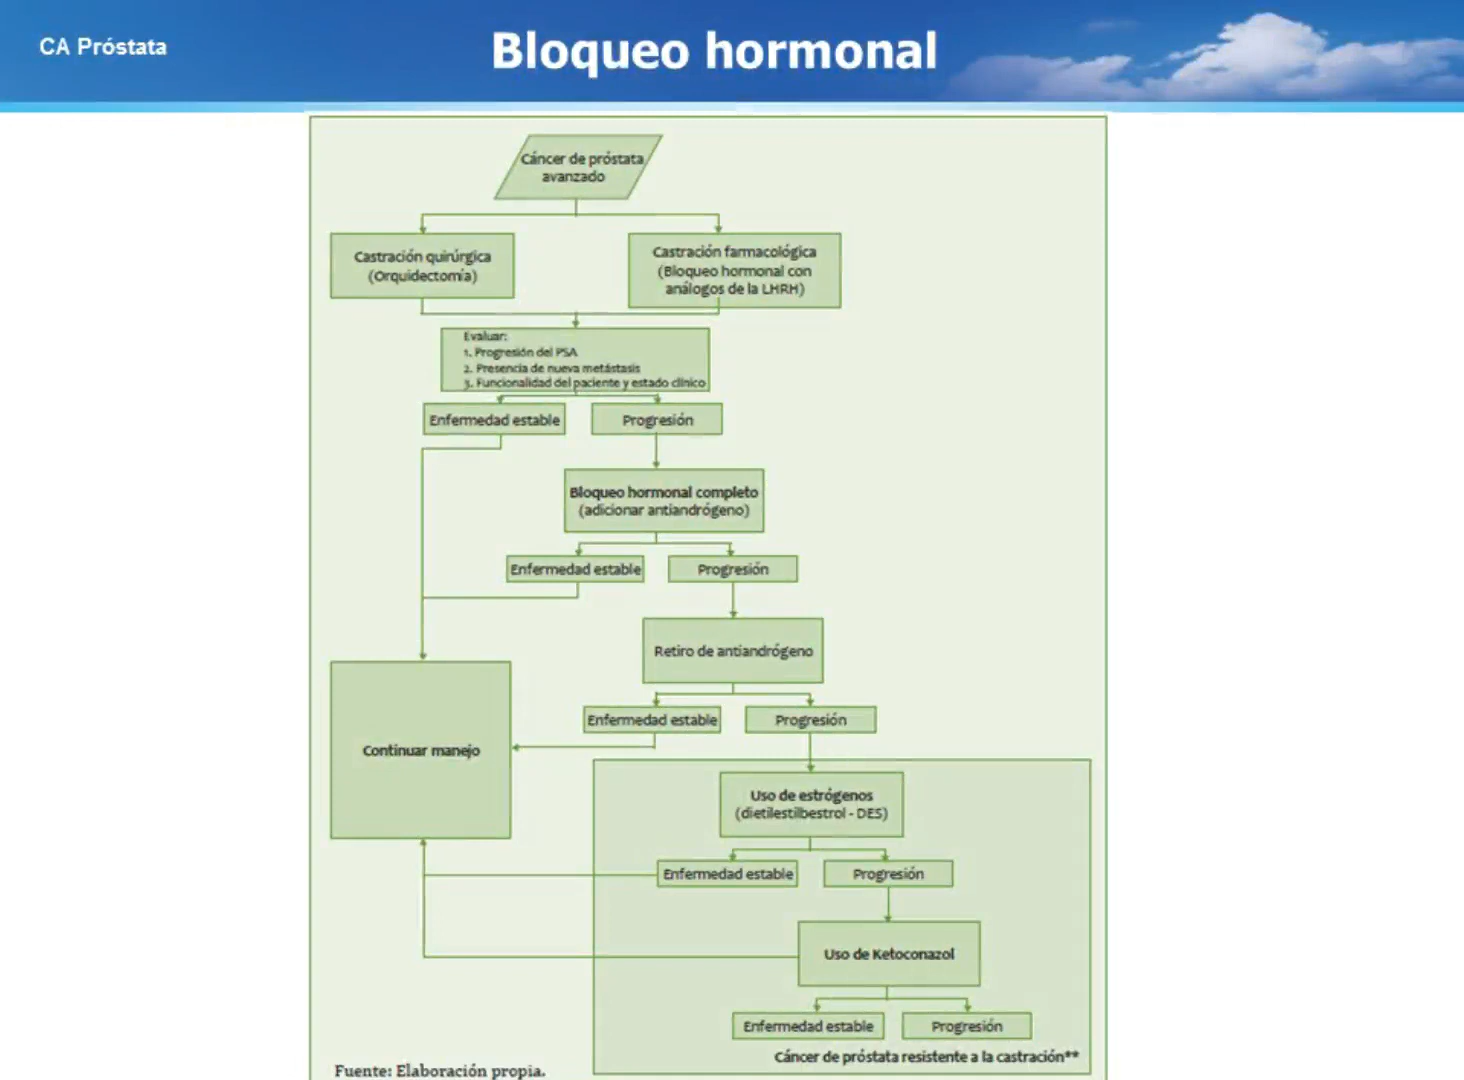 CA Próstata
Bloqueo hormonal
Cáncer de próstata
avanzado
Castración quirúrgica
(Orquidectomía)
Castración farmacológica
(Bloqueo hormonal con
análogos de la LHRH)
Evaluar:
1. Progresión del PSA
2. Presencia de nueva metástasis
3. Funcionalidad del paciente y estado clínico
Enfermedad estable
Progresión
Bloqueo hormonal completo
(adicionar antiandrógeno)
Enfermedad estable
Progresión
Retiro de antiandrógeno
Enfermedad estable
Progresión
Continuar manejo
Uso de estrógenos
(dietilestilbestrol - DES)
Enfermedad estable
Progresión
Uso de Ketoconazol
Enfermedad estable
Progresión
Cáncer de próstata resistente a la castración**
Fuente: Elaboración propia.